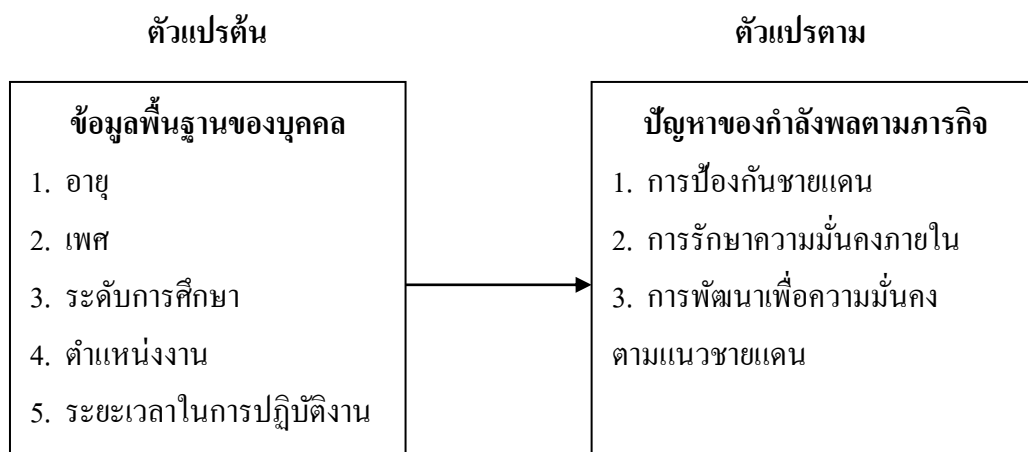 ตัวแปรต้น
ข้อมูลพื้นฐานของบุคคล
1. อายุ
2. เพศ
3. ระดับการศึกษา
4. ตำแหน่งงาน
5. ระยะเวลาในการปฏิบัติงาน
ตัวแปรตาม
ปัญหาของกำลังพลตามภารกิจ
1. การป้องกันชายแดน
2. การรักษาความมั่นคงภายใน
3. การพัฒนาเพื่อความมั่นคง
ตามแนวชายแดน